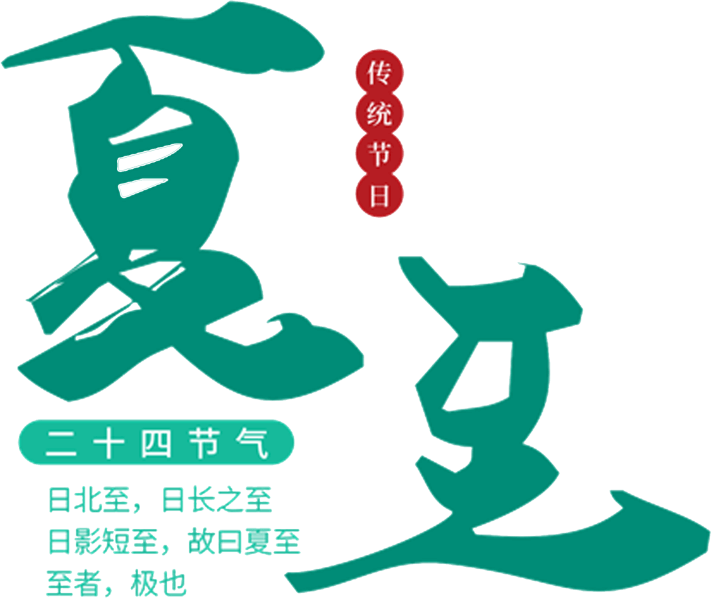 夏至
传统节日
二十四节气
日北至，日长之至
日影短至，故曰夏至
至者，极也